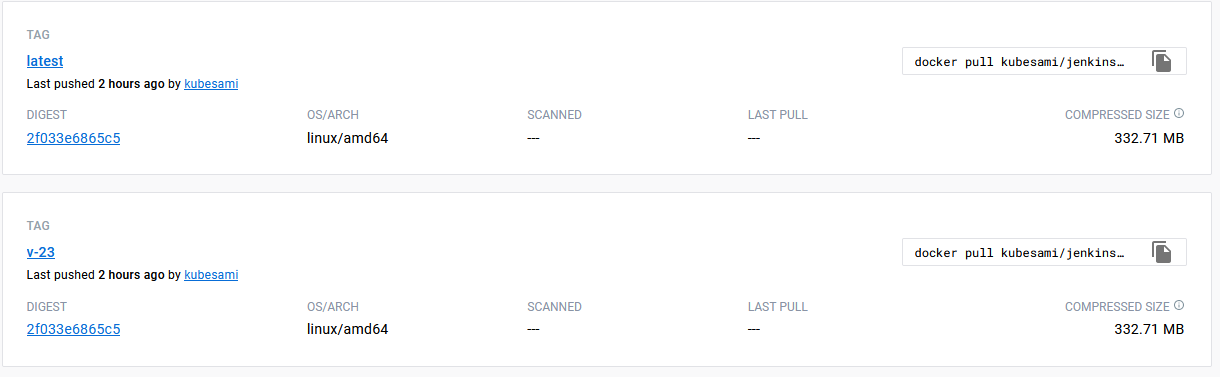 TAG
latest
Last pushed 2 hours ago by kubesami
docker pull kubesami/jenkins…
DIGEST OS/ARCH SCANNED LAST PULL COMPRESSED SIZE
2f033e6865c5 linux/amd64 --- --- 332.71 MB
TAG
v-23
Last pushed 2 hours ago by kubesami
docker pull kubesami/jenkins…
DIGEST OS/ARCH SCANNED LAST PULL COMPRESSED SIZE
2f033e6865c5 linux/amd64 --- --- 332.71 MB